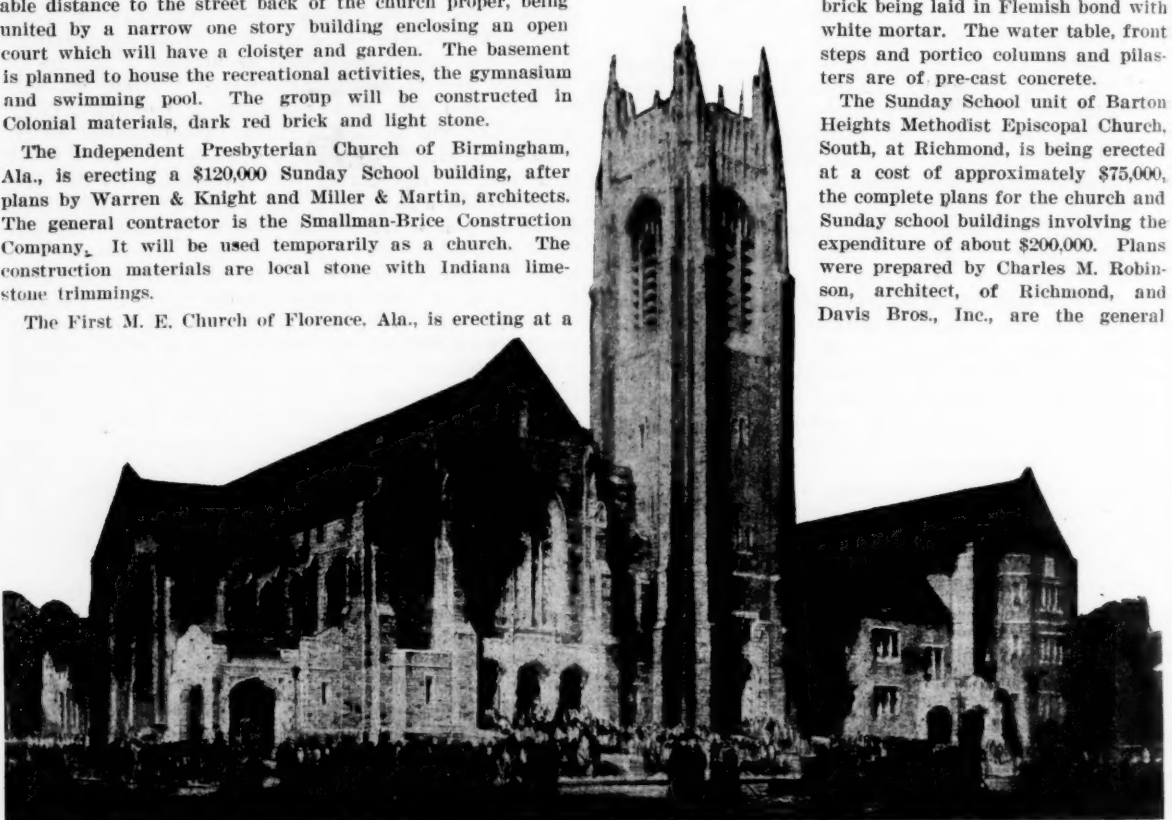 able distance to the street back of the church proper, being
united by a narrow one story building enclosing an open
court which will have a cloister and garden. The basement
is planned to house the recreational activities, the gymnasium
and swimming pool. The group will be constructed in
Colonial materials, dark red brick and light stone.
The Independent Presbyterian Church of Birmingham,
Ala., is erecting a $120,000 Sunday School building, after
plans by Warren & Knight and Miller & Martin, architects.
The general contractor is the Smallman-Brice Construction
Company. It will be used temporarily as a church. The
construction materials are local stone with Indiana lime-
stone trimmings.
The First M. E. Church of Florence, Ala., is erecting at a
brick being laid in Flemish bond with
white mortar. The water table, front
steps and portico columns and pilas-
ters are of pre-cast concrete.
The Sunday School unit of Barton
Heights Methodist Episcopal Church,
South, at Richmond, is being erected
at a cost of approximately $75,000,
the complete plans for the church and
Sunday school buildings involving the
expenditure of about $200,000. Plans
were prepared by Charles M. Robin-
son, architect, of Richmond, and
Davis Bros., Inc., are the general